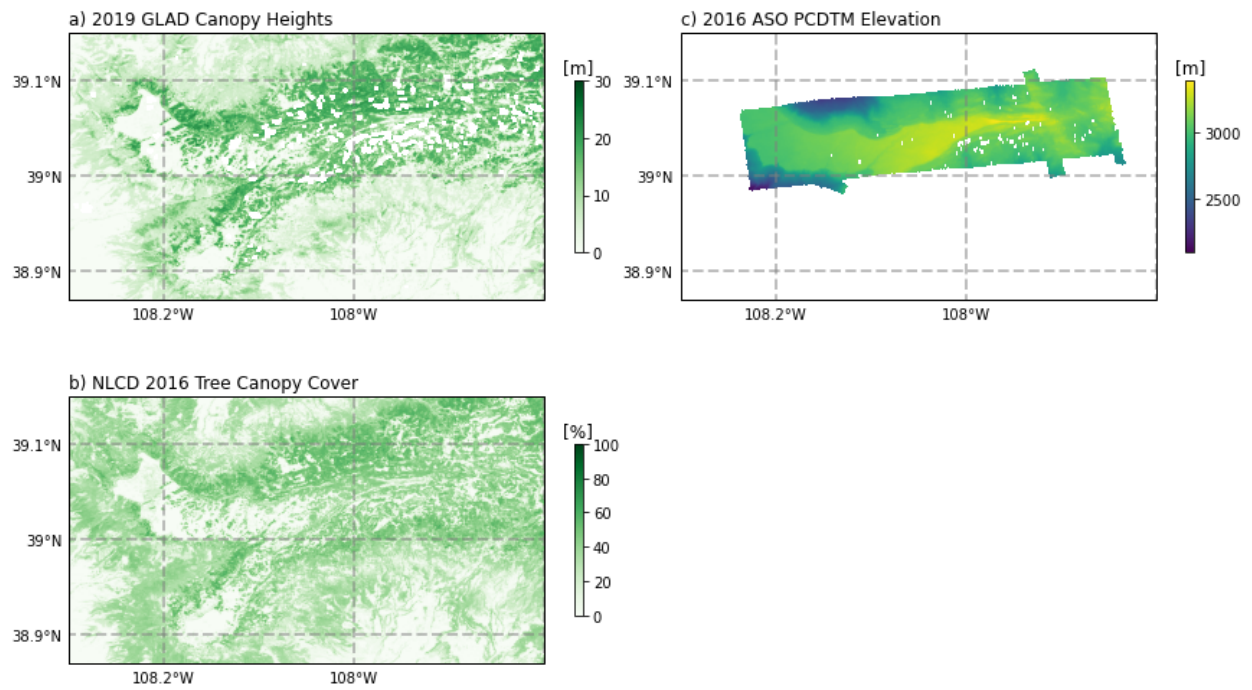 a) 2019 GLAD Canopy Heights
[m]
30
20
10
0
39.1°N
39°N
38.9°N
108.2°W 108°W
c) 2016 ASO PCDTM Elevation
[m]
3000
2500
39.1°N
39°N
38.9°N
108.2°W 108°W
b) NLCD 2016 Tree Canopy Cover
[%]
100
80
60
40
20
0
39.1°N
39°N
38.9°N
108.2°W 108°W